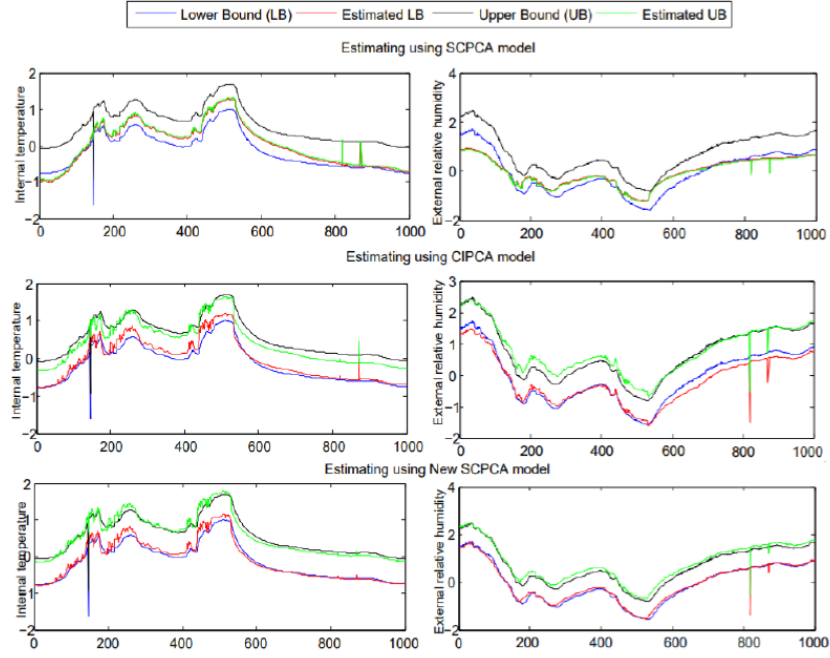 Lower Bound (LB) Estimated LB Upper Bound (UB) Estimated UB
Estimating using SCPCA model
Internal temperature
2
1
0
-1
-2
0 200 400 600 800 1000
External relative humidity
4
2
0
-2
0 200 400 600 800 1000
Estimating using CIPCA model
Internal temperature
2
1
0
-1
-2
0 200 400 600 800 1000
External relative humidity
3
2
1
0
-1
-2
0 200 400 600 800 1000
Estimating using New SCPCA model
Internal temperature
2
1
0
-1
2
0 200 400 600 800 1000
External relative humidity
4
2
0
-2
0 200 400 600 800 1000